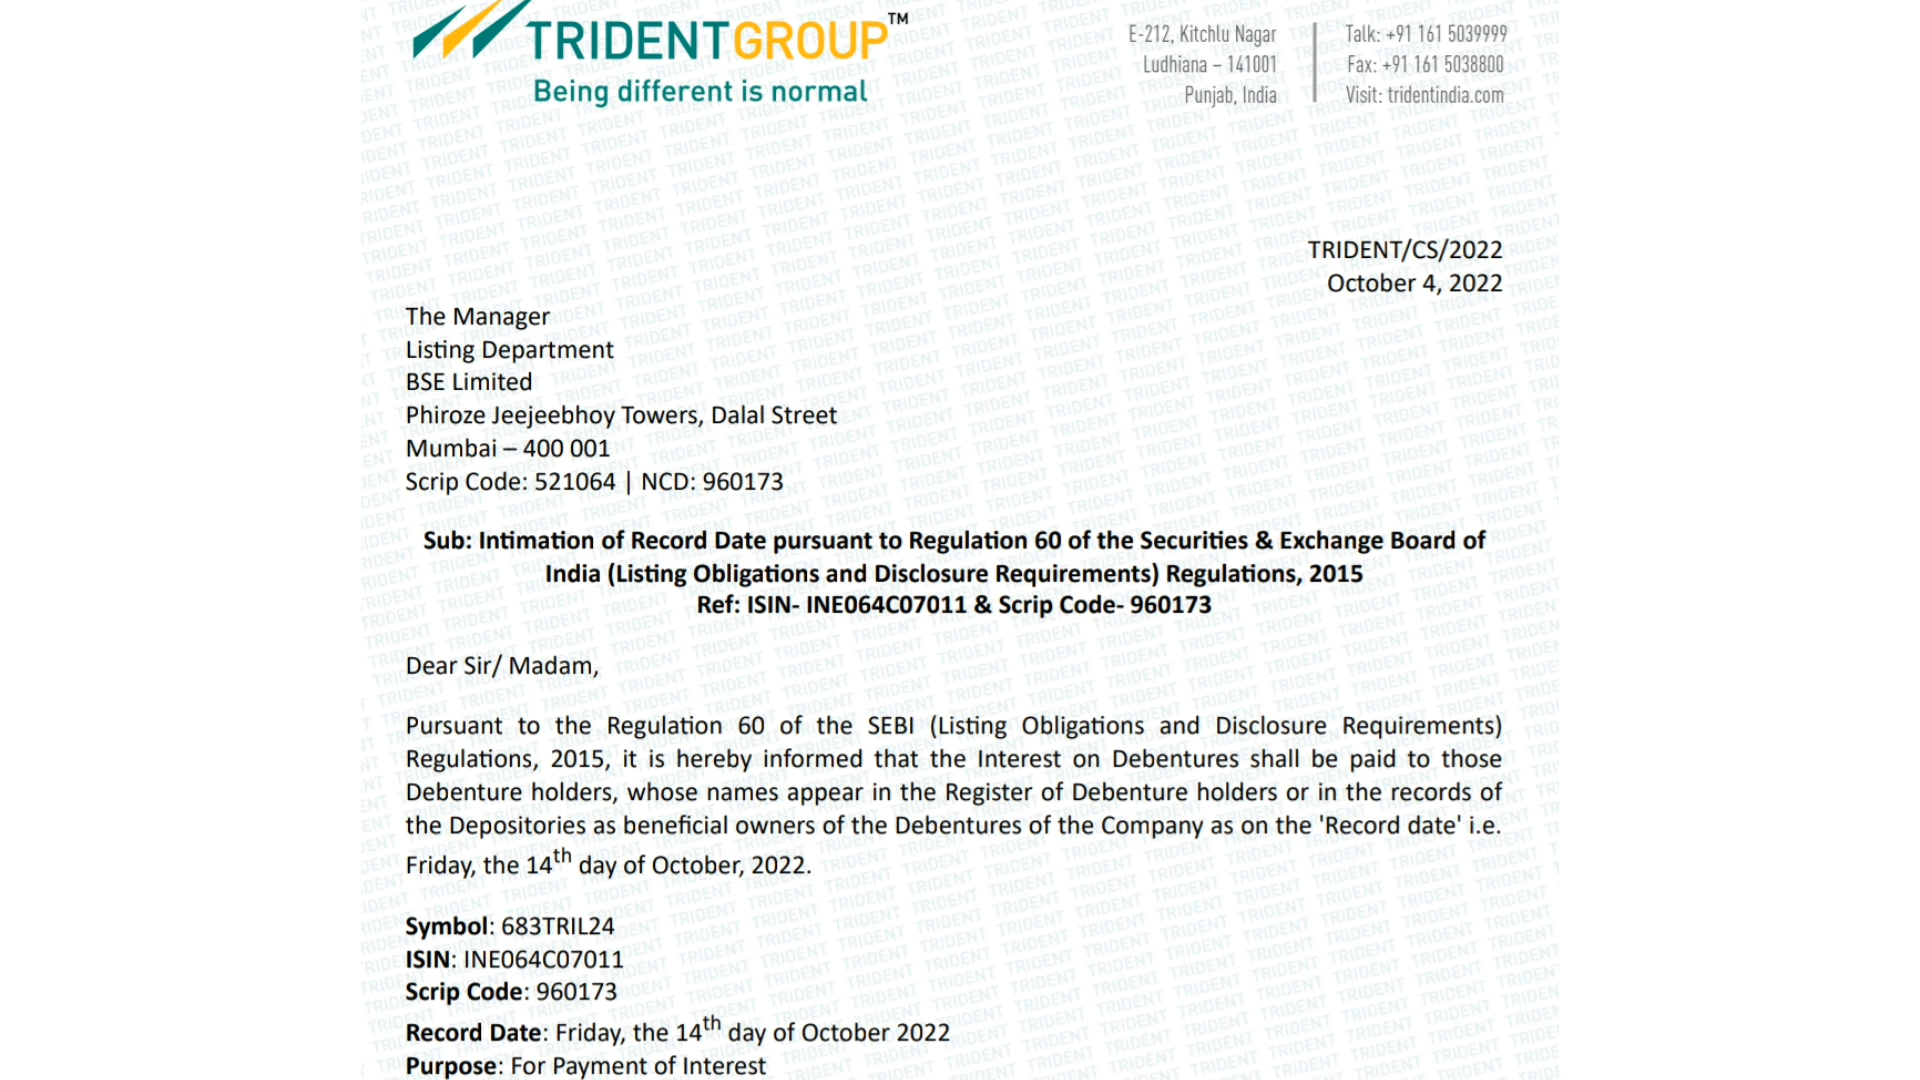 TRIDENTGROUP™
Being different is normal
E-212, Kitchlu Nagar
Ludhiana – 141001
Punjab, India
Talk: +91 161 5039999
Fax: +91 161 5038800
Visit: tridentindia.com
TRIDENT/CS/2022
October 4, 2022
The Manager
Listing Department
BSE Limited
Phiroze Jeejeebhoy Towers, Dalal Street
Mumbai – 400 001
Scrip Code: 521064 | NCD: 960173
Sub: Intimation of Record Date pursuant to Regulation 60 of the Securities & Exchange Board of
India (Listing Obligations and Disclosure Requirements) Regulations, 2015
Ref: ISIN- INE064C07011 & Scrip Code- 960173
Dear Sir/ Madam,
Pursuant to the Regulation 60 of the SEBI (Listing Obligations and Disclosure Requirements)
Regulations, 2015, it is hereby informed that the Interest on Debentures shall be paid to those
Debenture holders, whose names appear in the Register of Debenture holders or in the records of
the Depositories as beneficial owners of the Debentures of the Company as on the 'Record date' i.e.
Friday, the 14th day of October, 2022.
Symbol: 683TRIL24
ISIN: INE064C07011
Scrip Code: 960173
Record Date: Friday, the 14th day of October 2022
Purpose: For Payment of Interest